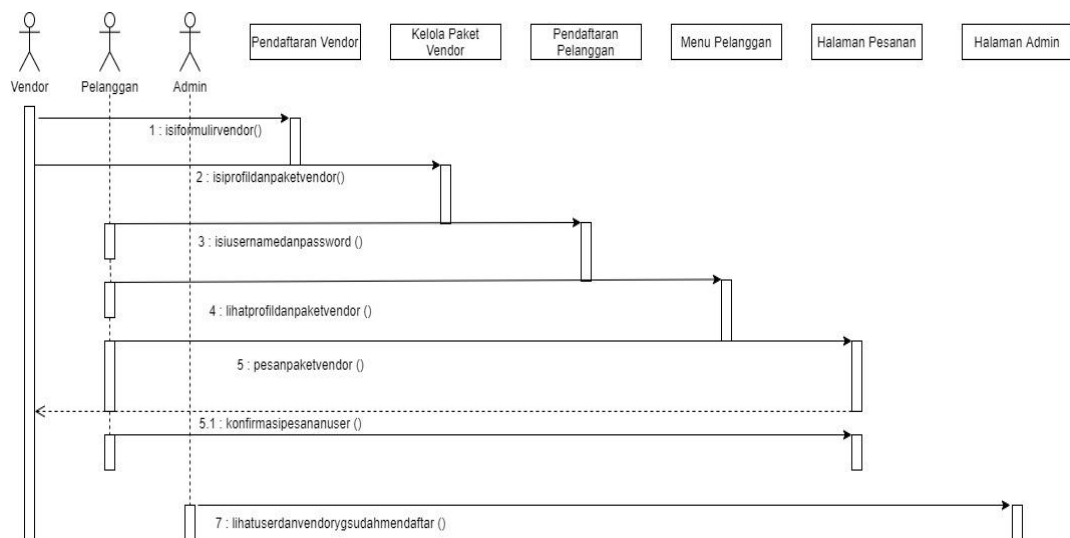 Pendaftaran Vendor
Kelola Paket
Vendor
Pendaftaran
Pelanggan
Menu Pelanggan
Halaman Pesanan
Halaman Admin
Vendor
Pelanggan
Admin
1 : isiformulirvendor()
2 : isiprofildanpaketvendor()
3 : isiusernamedanpassword ()
4 : lihatprofildanpaketvendor ()
5 : pesanpaketvendor ()
5.1 : konfirmasipesananuser ()
7 : lihatuserdanvendorygsudahmendaftar ()